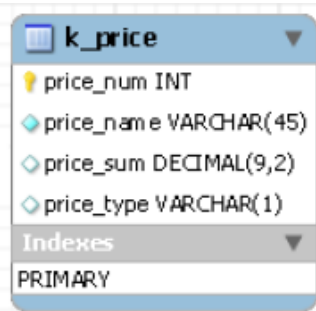 k_price
price_num INT
price_name VARCHAR(45)
price_sum DECIMAL(9,2)
price_type VARCHAR(1)
Indexes
PRIMARY